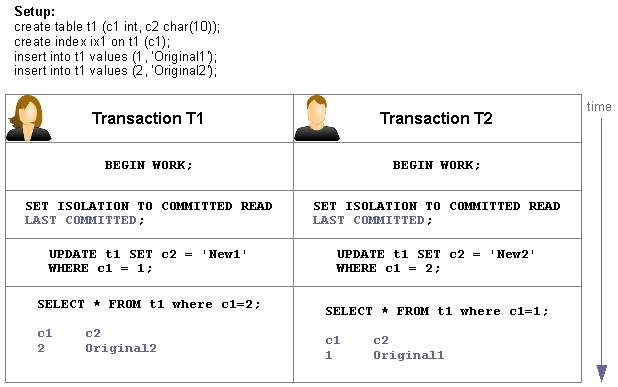 Setup:
create table t1 (c1 int, c2 char(10));
create index ix1 on t1 (c1);
insert into t1 values (1, 'Original1');
insert into t1 values (2, 'Original2');
time
Transaction T1
Transaction T2
BEGIN WORK;
BEGIN WORK;
SET ISOLATION TO COMMITTED READ
LAST COMMITTED;
SET ISOLATION TO COMMITTED READ
LAST COMMITTED;
UPDATE t1 SET c2 = 'New1'
WHERE c1 = 1;
UPDATE t1 SET c2 = 'New2'
WHERE c1 = 2;
SELECT * FROM t1 where c1=2;
c1 c2
2 Original2
SELECT * FROM t1 where c1=1;
c1 c2
1 Original1